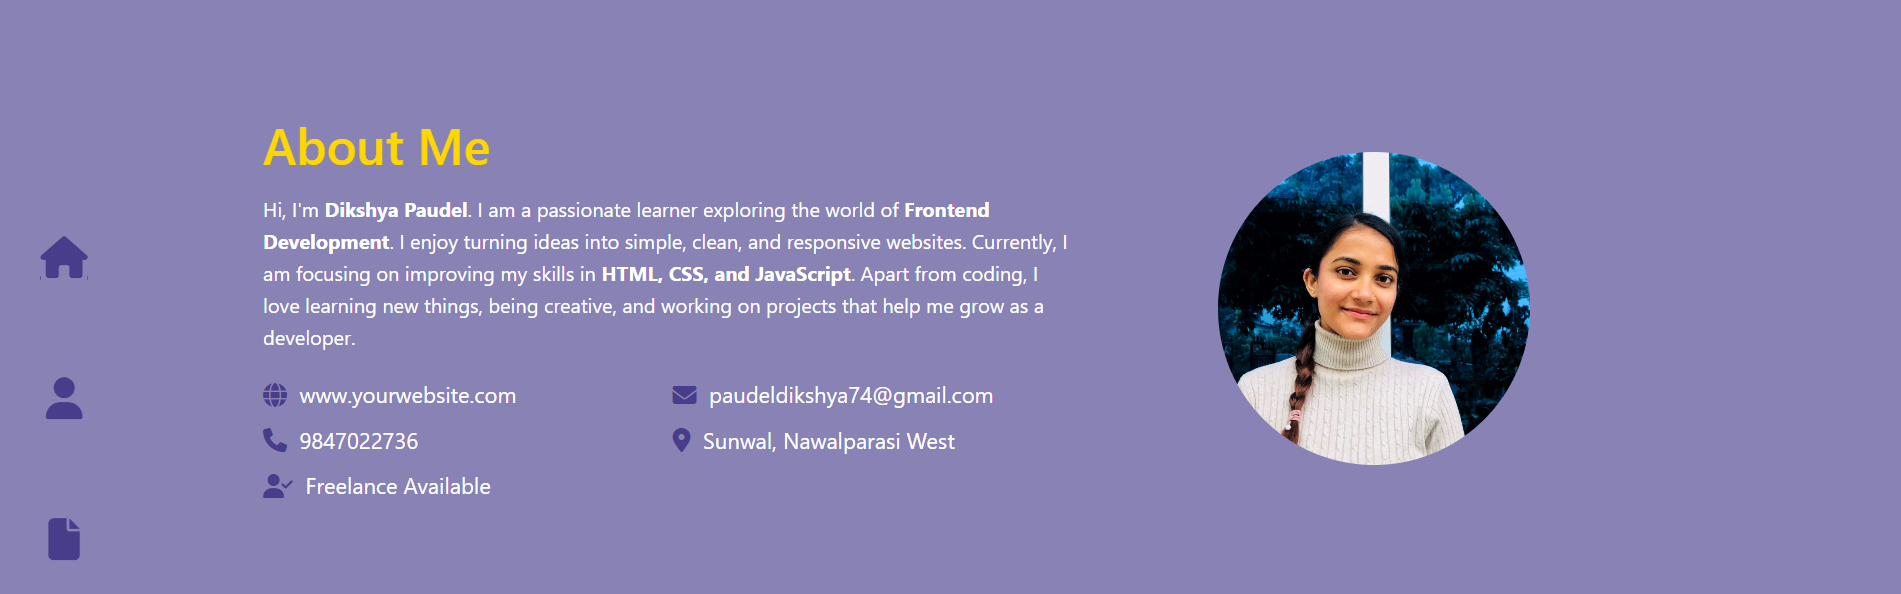 About Me
Hi, I'm Dikshya Paudel. I am a passionate learner exploring the world of Frontend
Development. I enjoy turning ideas into simple, clean, and responsive websites. Currently, I
am focusing on improving my skills in HTML, CSS, and JavaScript. Apart from coding, I
love learning new things, being creative, and working on projects that help me grow as a
developer.
www.yourwebsite.com
paudeldikshya74@gmail.com
9847022736
Sunwal, Nawalparasi West
Freelance Available